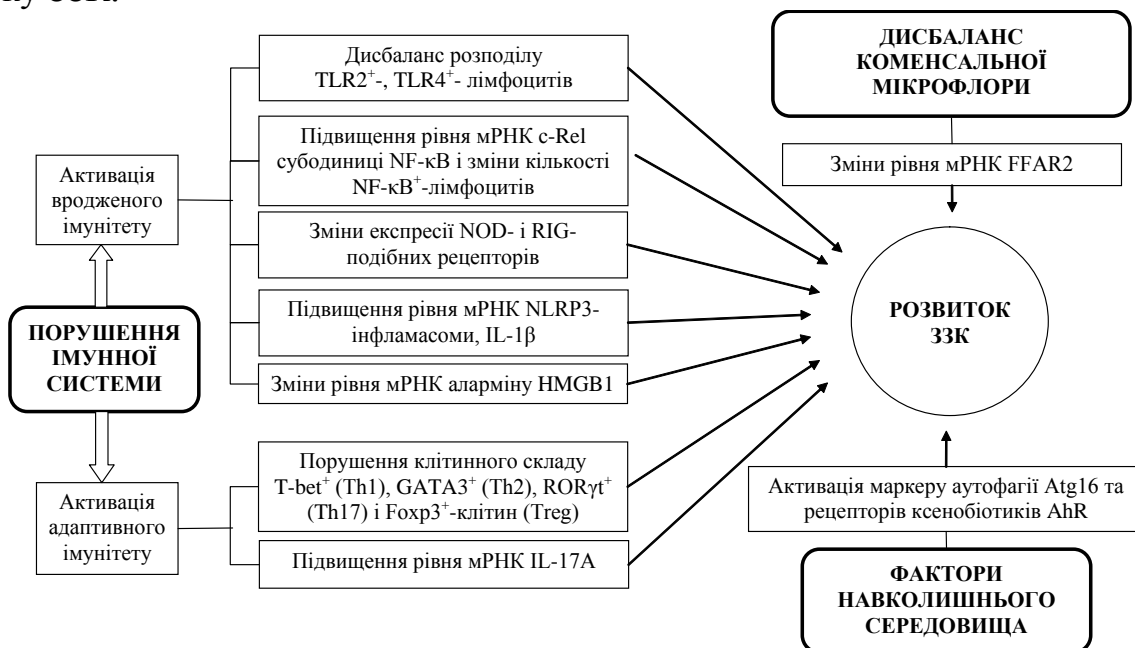 Дисбаланс розподілу
TLR2⁺-, TLR4⁺- лімфоцитів
Підвищення рівня мРНК c-Rel
субодиниці NF-κB і зміни кількості
NF-κB⁺-лімфоцитів
Зміни експресії NOD- і RIG-
подібних рецепторів
Підвищення рівня мРНК NLRP3-
інфламасоми, IL-1β
Зміни рівня мРНК аларміну HMGB1
Порушення клітинного складу
T-bet⁺ (Th1), GATA3⁺ (Th2), RORγt⁺
(Th17) і Foxp3⁺-клітин (Treg)
Підвищення рівня мРНК IL-17A
Активація
вродженого
імунітету
ПОРУШЕННЯ
ІМУННОЇ
СИСТЕМИ
Активація
адаптивного
імунітету
ДИСБАЛАНС
КОМЕНСАЛЬНОЇ
МІКРОФЛОРИ
Зміни рівня мРНК FFAR2
РОЗВИТОК
ЗЗК
Активація маркеру аутофагії Atg16 та
рецепторів ксенобіотиків AhR
ФАКТОРИ
НАВКОЛИШНЬОГО
СЕРЕДОВИЩА